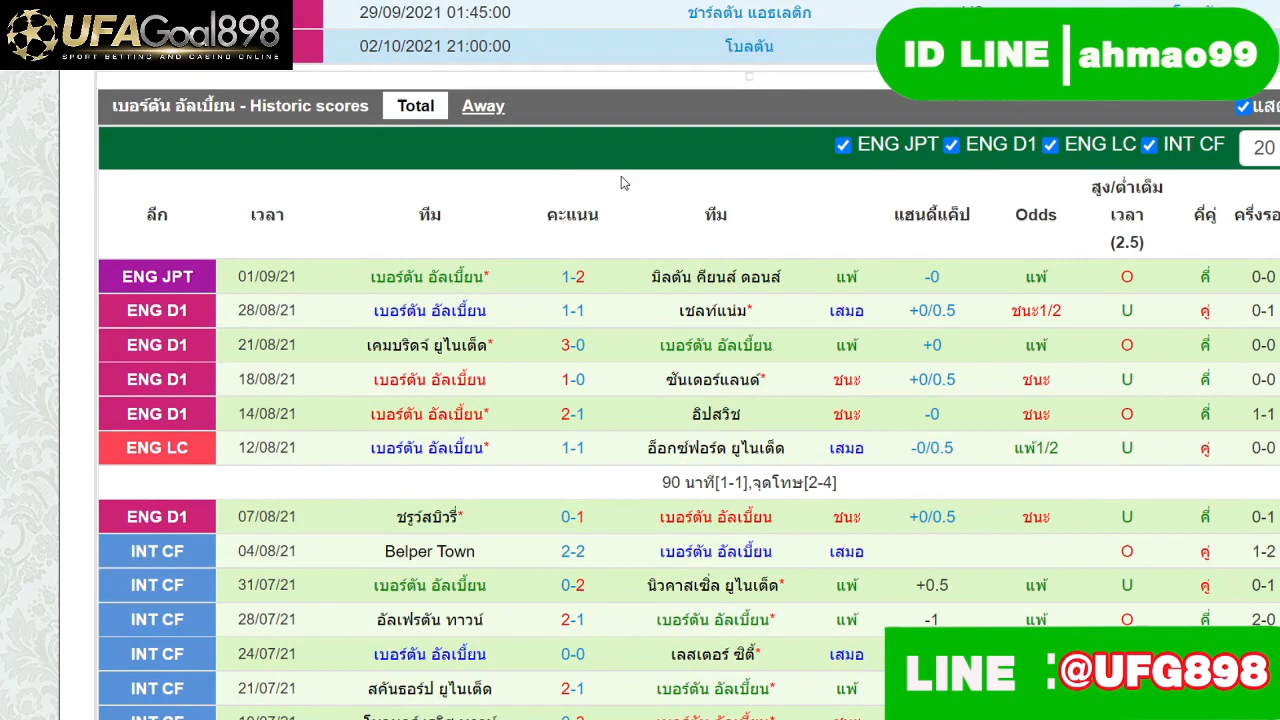 UFAGoal898
SPORT BETTING AND CASINO ONLINE
29/09/2021 01:45:00 ชาร์ลตัน แอธเลติก
02/10/2021 21:00:00 โบลตัน
ID LINE | ahmao99
เบอร์ตัน อัลเบี้ยน - Historic scores Total Away
ENG JPT ENG D1 ENG LC INT CF 20
ลีก เวลา ทีม คะแนน ทีม แฮนดี้แค็ป Odds สูง/ต่ำเต็มเวลา (2.5) คี่คู่ ครึ่งรอ
ENG JPT 01/09/21 เบอร์ตัน อัลเบี้ยน* 1-2 มิลตัน คียนส์ ดอนส์ แพ้ -0 แพ้ O คี่ 0-0
ENG D1 28/08/21 เบอร์ตัน อัลเบี้ยน 1-1 เชลท์แน่ม* เสมอ +0/0.5 ชนะ1/2 U คู่ 0-1
ENG D1 21/08/21 เคมบริดจ์ ยูไนเต็ด* 3-0 เบอร์ตัน อัลเบี้ยน แพ้ +0 แพ้ O คี่ 0-0
ENG D1 18/08/21 เบอร์ตัน อัลเบี้ยน 1-0 ซันเดอร์แลนด์* ชนะ +0/0.5 ชนะ U คี่ 0-0
ENG D1 14/08/21 เบอร์ตัน อัลเบี้ยน* 2-1 อิปสวิช ชนะ -0 ชนะ O คี่ 1-1
ENG LC 12/08/21 เบอร์ตัน อัลเบี้ยน* 1-1 อ็อกซ์ฟอร์ด ยูไนเต็ด เสมอ -0/0.5 แพ้1/2 U คู่ 0-0
90 นาที[1-1],จุดโทษ[2-4]
ENG D1 07/08/21 ชรูว์สบิวรี่* 0-1 เบอร์ตัน อัลเบี้ยน ชนะ +0/0.5 ชนะ U คี่ 0-1
INT CF 04/08/21 Belper Town 2-2 เบอร์ตัน อัลเบี้ยน เสมอ O คู่ 1-2
INT CF 31/07/21 เบอร์ตัน อัลเบี้ยน 0-2 นิวคาสเซิ่ล ยูไนเต็ด* แพ้ +0.5 แพ้ U คู่ 0-1
INT CF 28/07/21 อัลเฟรตัน ทาวน์ 2-1 เบอร์ตัน อัลเบี้ยน* แพ้ -1 แพ้ O คี่ 2-0
INT CF 24/07/21 เบอร์ตัน อัลเบี้ยน 0-0 เลสเตอร์ ซิตี้* เสมอ
INT CF 21/07/21 สคันธอร์ป ยูไนเต็ด 2-1 เบอร์ตัน อัลเบี้ยน* แพ้
LINE : @UFG898